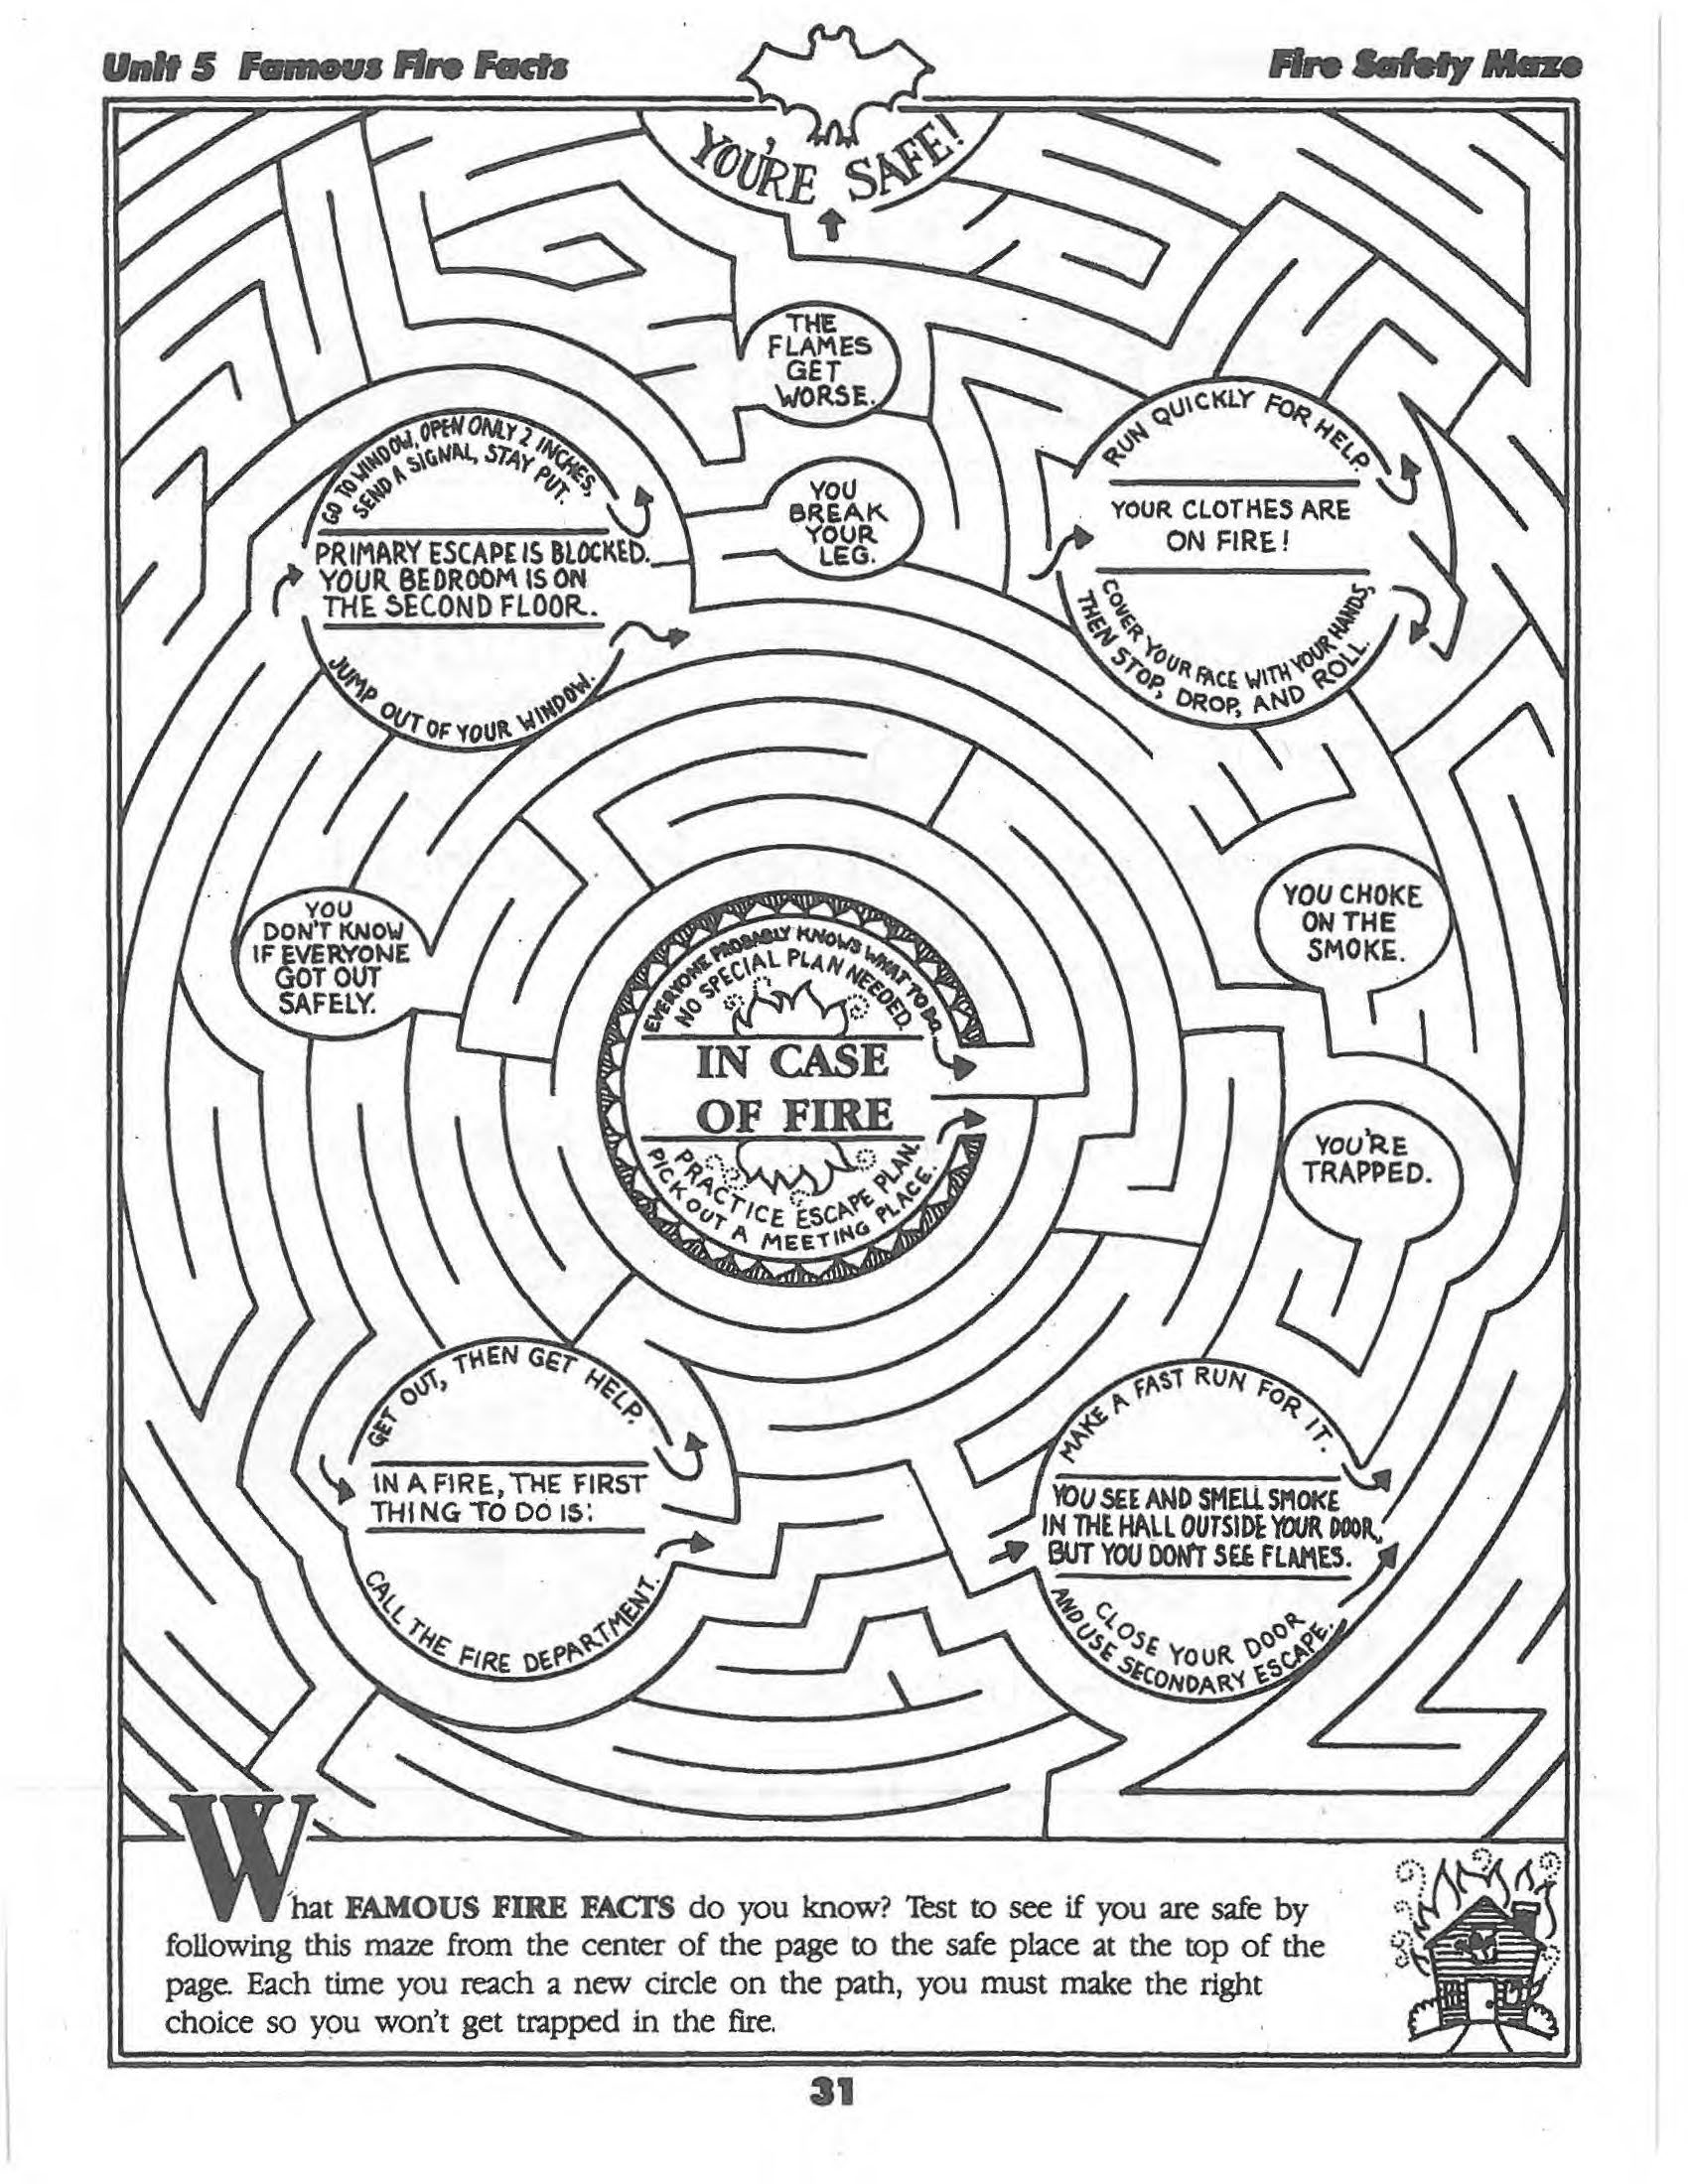 Unit 5 Famous Fire Facts
Fire Safety Maze
YOU'RE SAFE!
THE
FLAMES
GET
WORSE.
RUN QUICKLY FOR HELP.
YOUR CLOTHES ARE
ON FIRE!
COVER YOUR FACE WITH YOUR HANDS,
THEN STOP, DROP, AND ROLL.
GO TO WINDOW, OPEN ONLY 2 INCHES,
SEND A SIGNAL, STAY PUT.
PRIMARY ESCAPE IS BLOCKED.
YOUR BEDROOM IS ON
THE SECOND FLOOR.
JUMP OUT OF YOUR WINDOW.
YOU
BREAK
YOUR
LEG.
YOU CHOKE
ON THE
SMOKE.
YOU
DON'T KNOW
IF EVERYONE
GOT OUT
SAFELY.
EVERYONE PROBABLY KNOWS WHAT TO DO.
NO SPECIAL PLAN NEEDED.
IN CASE
OF FIRE
PRACTICE ESCAPE PLAN.
PICK OUT A MEETING PLACE.
YOU'RE
TRAPPED.
GET OUT, THEN GET HELP.
IN A FIRE, THE FIRST
THING TO DO IS:
CALL THE FIRE DEPARTMENT.
MAKE A FAST RUN FOR IT.
YOU SEE AND SMELL SMOKE
IN THE HALL OUTSIDE YOUR DOOR,
BUT YOU DON'T SEE FLAMES.
CLOSE YOUR DOOR
AND USE SECONDARY ESCAPE.
What FAMOUS FIRE FACTS do you know? Test to see if you are safe by
following this maze from the center of the page to the safe place at the top of the
page. Each time you reach a new circle on the path, you must make the right
choice so you won't get trapped in the fire.
31